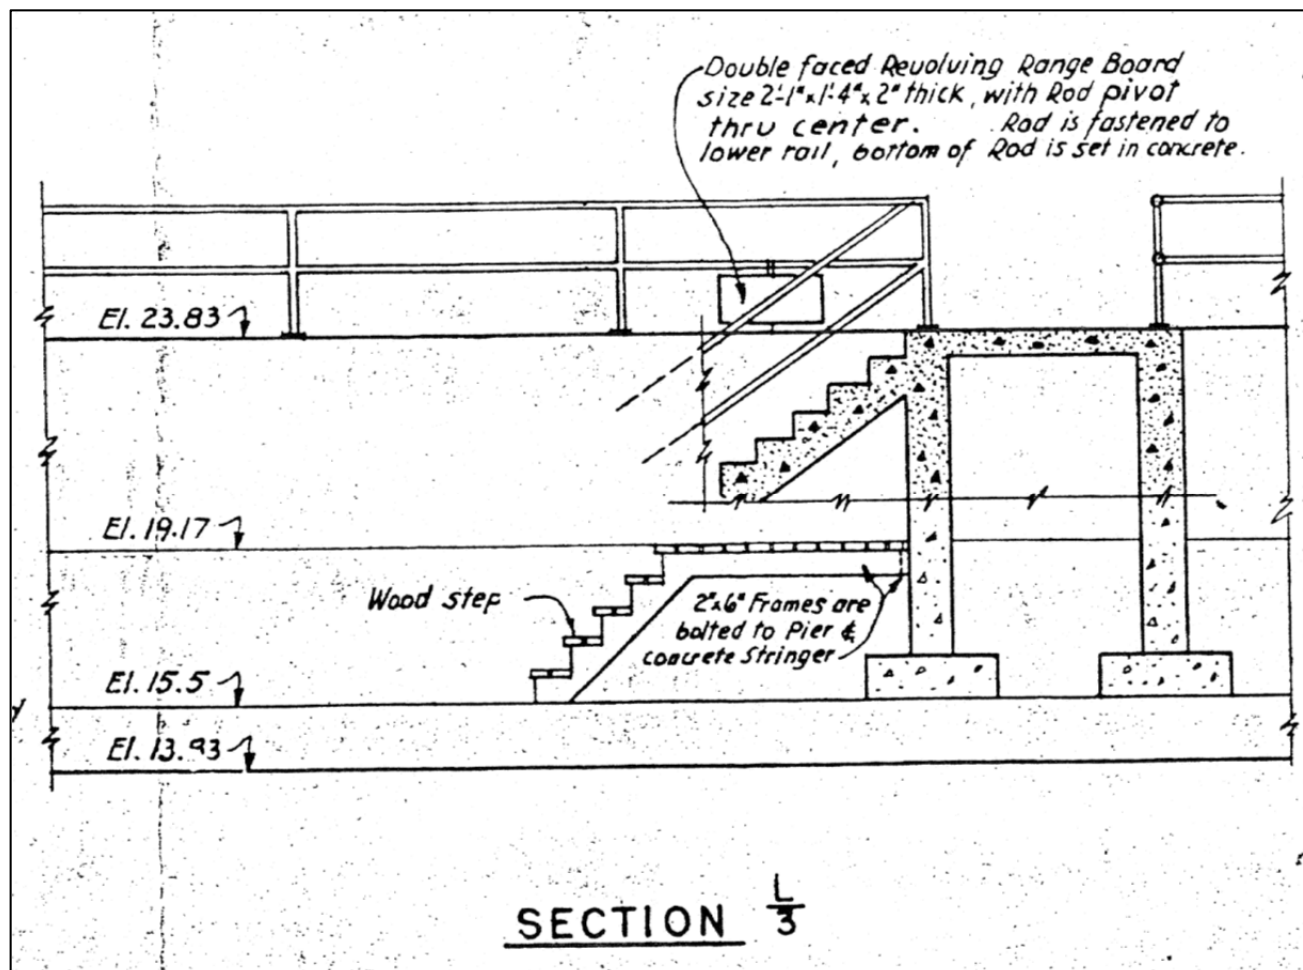 Double faced Revolving Range Board
size 2'-1" x 1'-4" x 2" thick, with Rod pivot
thru center. Rod is fastened to
lower rail, bottom of Rod is set in concrete.
El. 23.83
El. 19.17
Wood step
2"x6" Frames are
bolted to Pier &
concrete Stringer
El. 15.5
El. 13.93
SECTION L/3